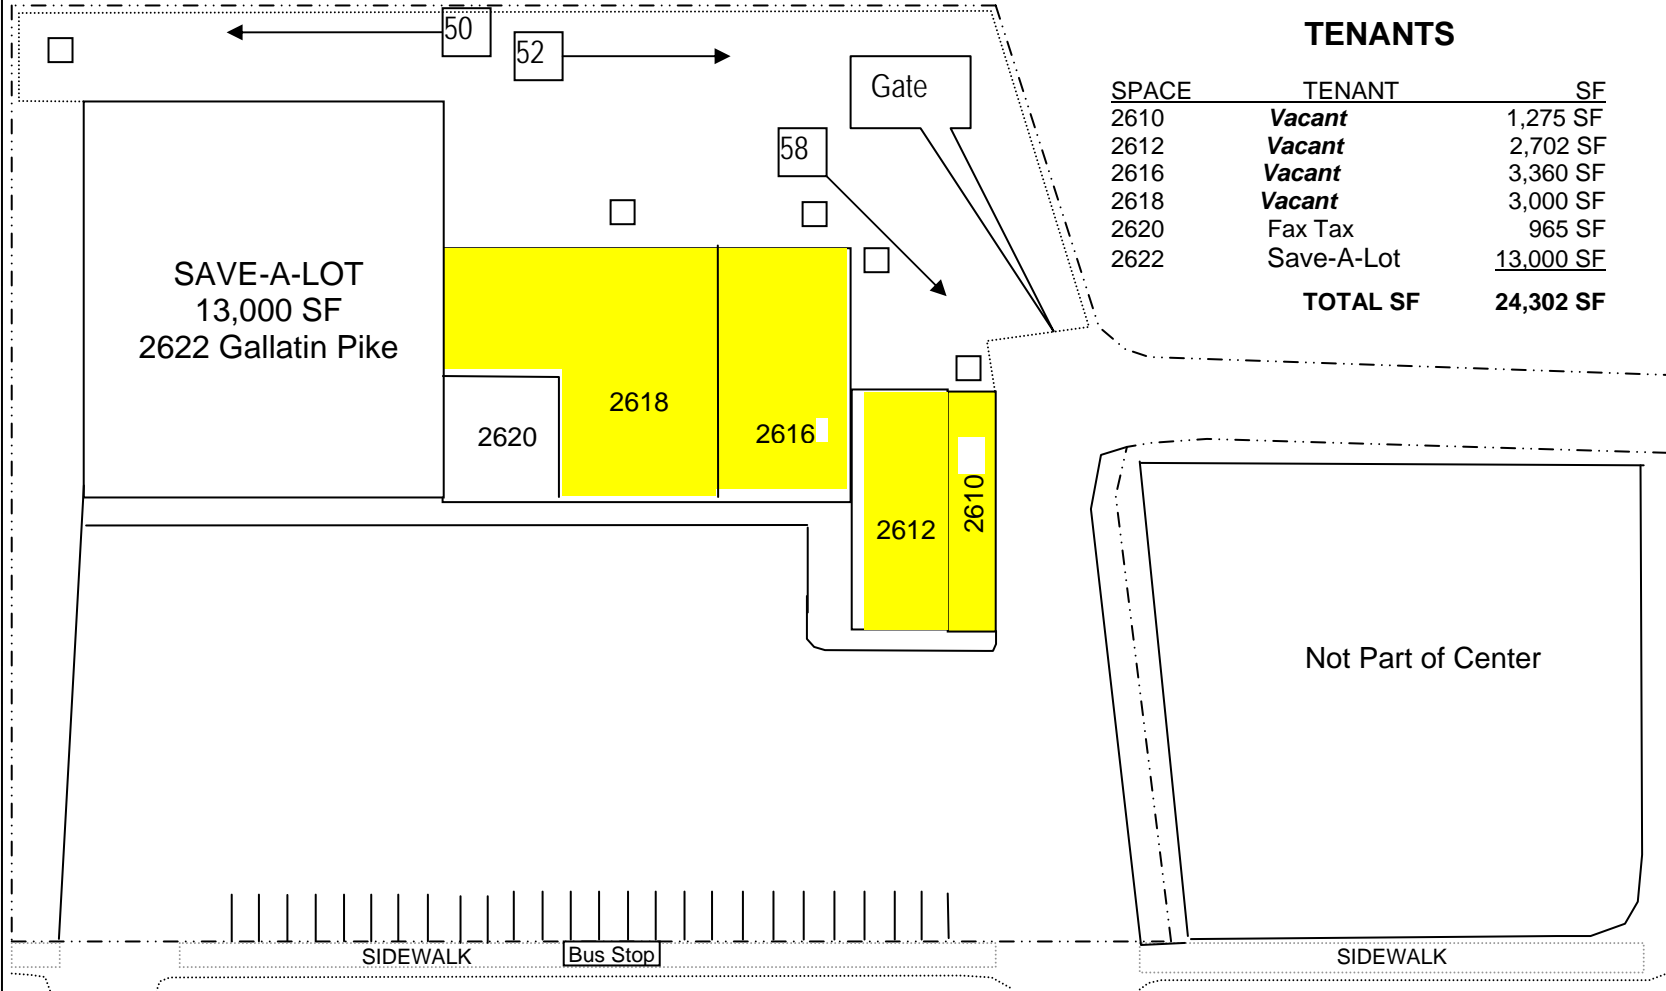 50
52
Gate
58
TENANTS
SPACE TENANT SF
2610 Vacant 1,275 SF
2612 Vacant 2,702 SF
2616 Vacant 3,360 SF
2618 Vacant 3,000 SF
2620 Fax Tax 965 SF
2622 Save-A-Lot 13,000 SF
TOTAL SF 24,302 SF
SAVE-A-LOT
13,000 SF
2622 Gallatin Pike
2620
2618
2616
2612
2610
Not Part of Center
SIDEWALK
Bus Stop
SIDEWALK